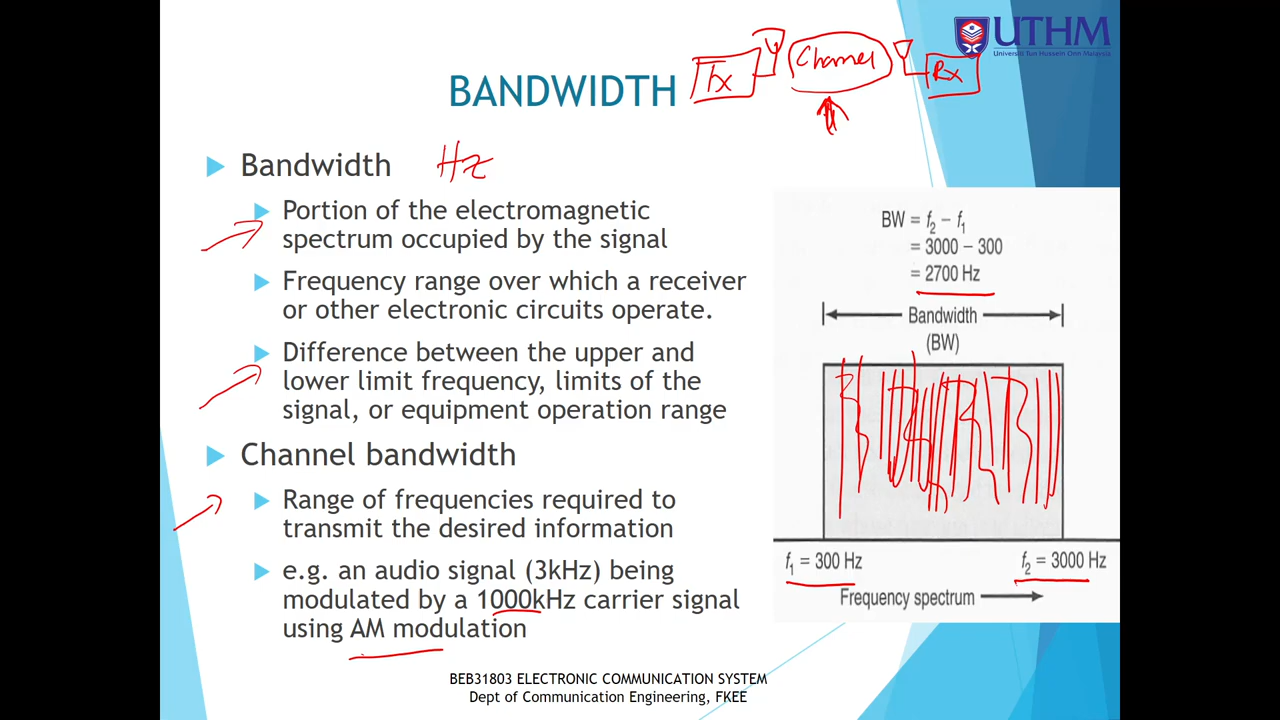 UTHM
Universiti Tun Hussein Onn Malaysia
Tx
Channel
Rx
BANDWIDTH
Bandwidth
Hz
Portion of the electromagnetic
spectrum occupied by the signal
Frequency range over which a receiver
or other electronic circuits operate.
Difference between the upper and
lower limit frequency, limits of the
signal, or equipment operation range
Channel bandwidth
Range of frequencies required to
transmit the desired information
e.g. an audio signal (3kHz) being
modulated by a 1000kHz carrier signal
using AM modulation
BW = f₂ − f₁
= 3000 − 300
= 2700 Hz
Bandwidth
(BW)
f₁ = 300 Hz
f₂ = 3000 Hz
Frequency spectrum
BEB31803 ELECTRONIC COMMUNICATION SYSTEM
Dept of Communication Engineering, FKEE